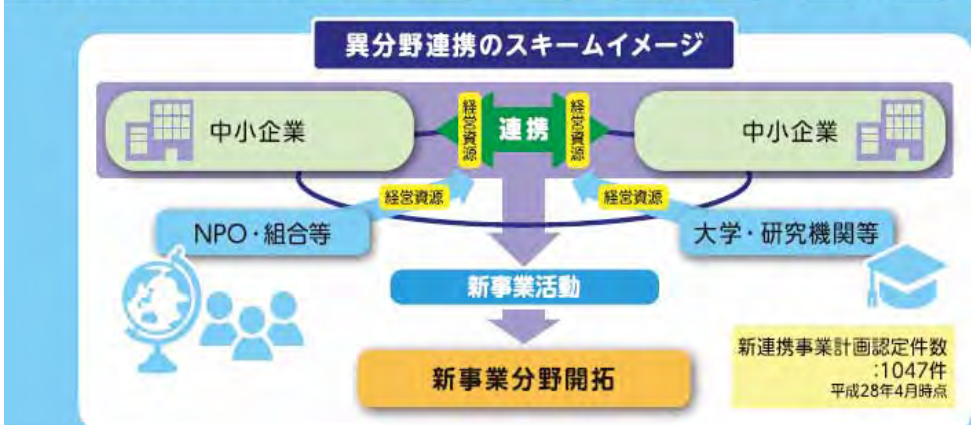 異分野連携のスキームイメージ
中小企業
経営資源
連携
経営資源
中小企業
経営資源
経営資源
NPO・組合等
大学・研究機関等
新事業活動
新事業分野開拓
新連携事業計画認定件数
:1047件
平成28年4月時点